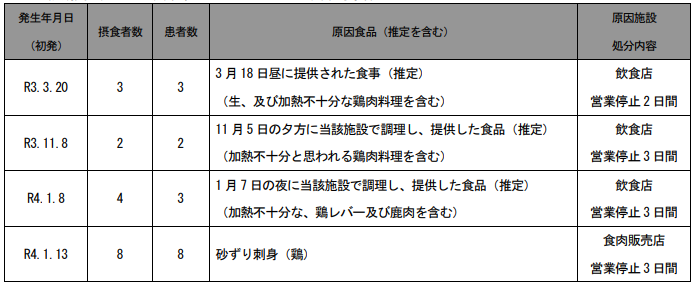 発生年月日
（初発）
摂食者数
患者数
原因食品（推定を含む）
原因施設
処分内容
R3.3.20
3
3
3月18日昼に提供された食事（推定）
（生、及び加熱不十分な鶏肉料理を含む）
飲食店
営業停止2日間
R3.11.8
2
2
11月5日の夕方に当該施設で調理し、提供した食品（推定）
（加熱不十分と思われる鶏肉料理を含む）
飲食店
営業停止3日間
R4.1.8
4
3
1月7日の夜に当該施設で調理し、提供した食品（推定）
（加熱不十分な、鶏レバー及び鹿肉を含む）
飲食店
営業停止3日間
R4.1.13
8
8
砂ずり刺身（鶏）
食肉販売店
営業停止3日間